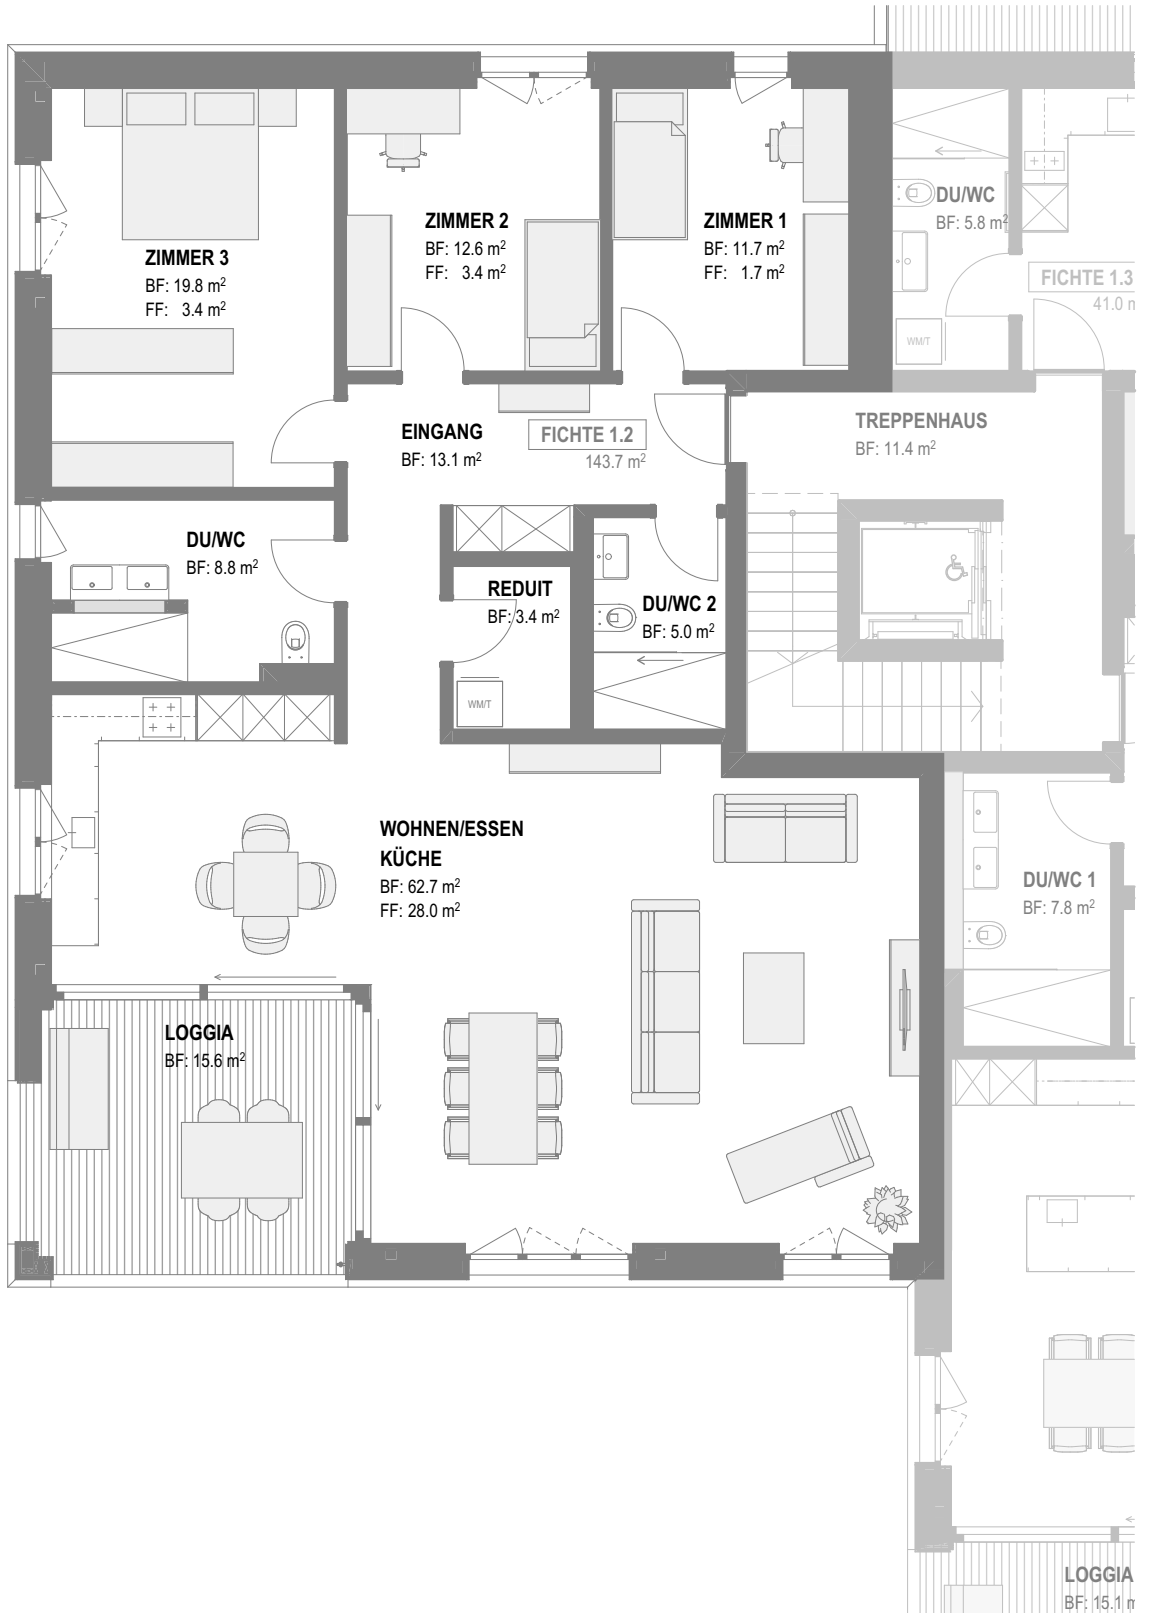 ZIMMER 3
BF: 19.8 m²
FF: 3.4 m²
ZIMMER 2
BF: 12.6 m²
FF: 3.4 m²
ZIMMER 1
BF: 11.7 m²
FF: 1.7 m²
DU/WC
BF: 5.8 m²
FICHTE 1.3
41.0 m
WM/T
EINGANG
BF: 13.1 m²
FICHTE 1.2
143.7 m²
TREPPENHAUS
BF: 11.4 m²
DU/WC
BF: 8.8 m²
REDUIT
BF: 3.4 m²
WM/T
DU/WC 2
BF: 5.0 m²
WOHNEN/ESSEN
KÜCHE
BF: 62.7 m²
FF: 28.0 m²
DU/WC 1
BF: 7.8 m²
LOGGIA
BF: 15.6 m²
LOGGIA
BF: 15.1 m